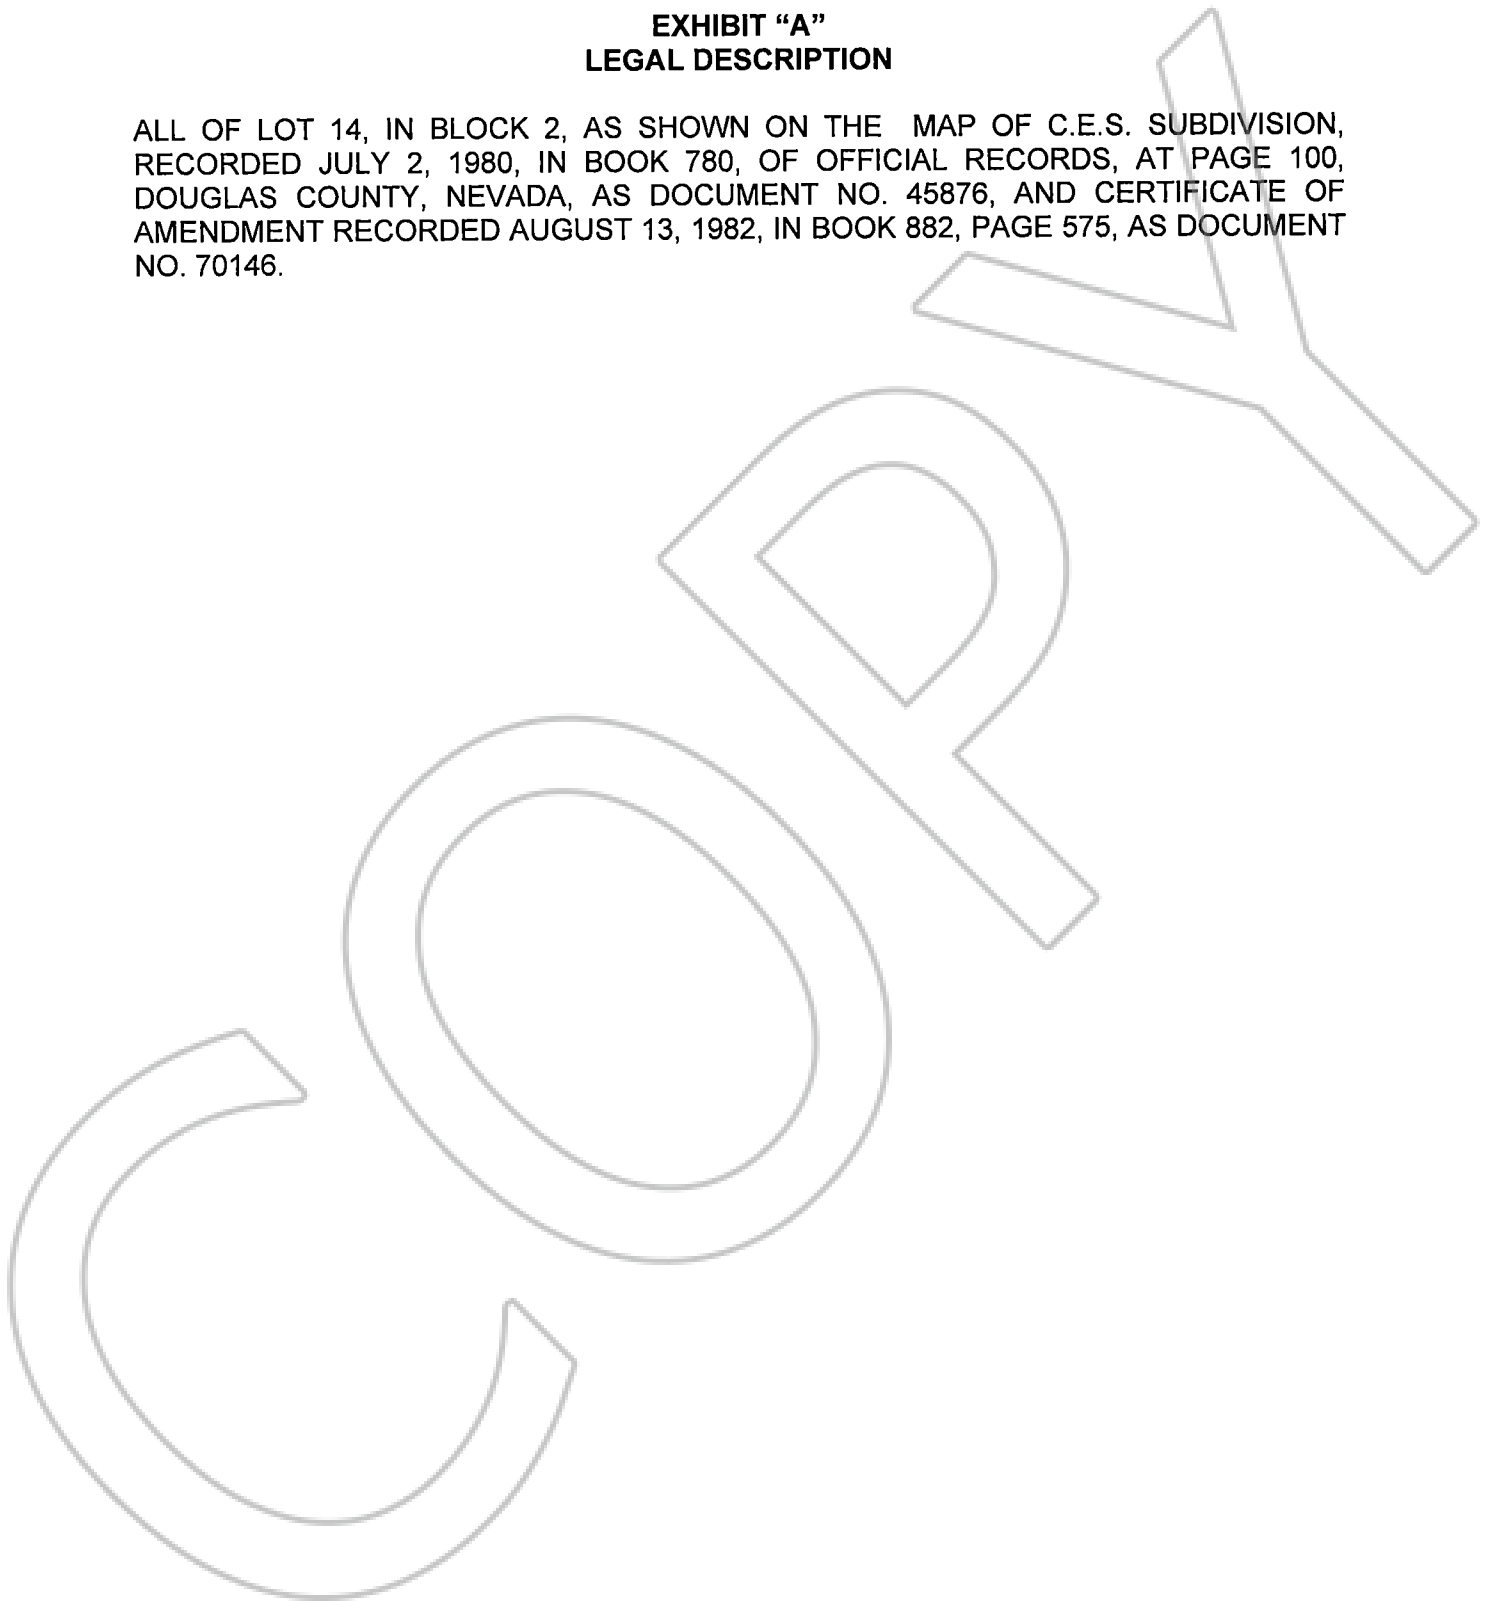 EXHIBIT “A”
LEGAL DESCRIPTION
ALL OF LOT 14, IN BLOCK 2, AS SHOWN ON THE MAP OF C.E.S. SUBDIVISION,
RECORDED JULY 2, 1980, IN BOOK 780, OF OFFICIAL RECORDS, AT PAGE 100,
DOUGLAS COUNTY, NEVADA, AS DOCUMENT NO. 45876, AND CERTIFICATE OF
AMENDMENT RECORDED AUGUST 13, 1982, IN BOOK 882, PAGE 575, AS DOCUMENT
NO. 70146.
COPY